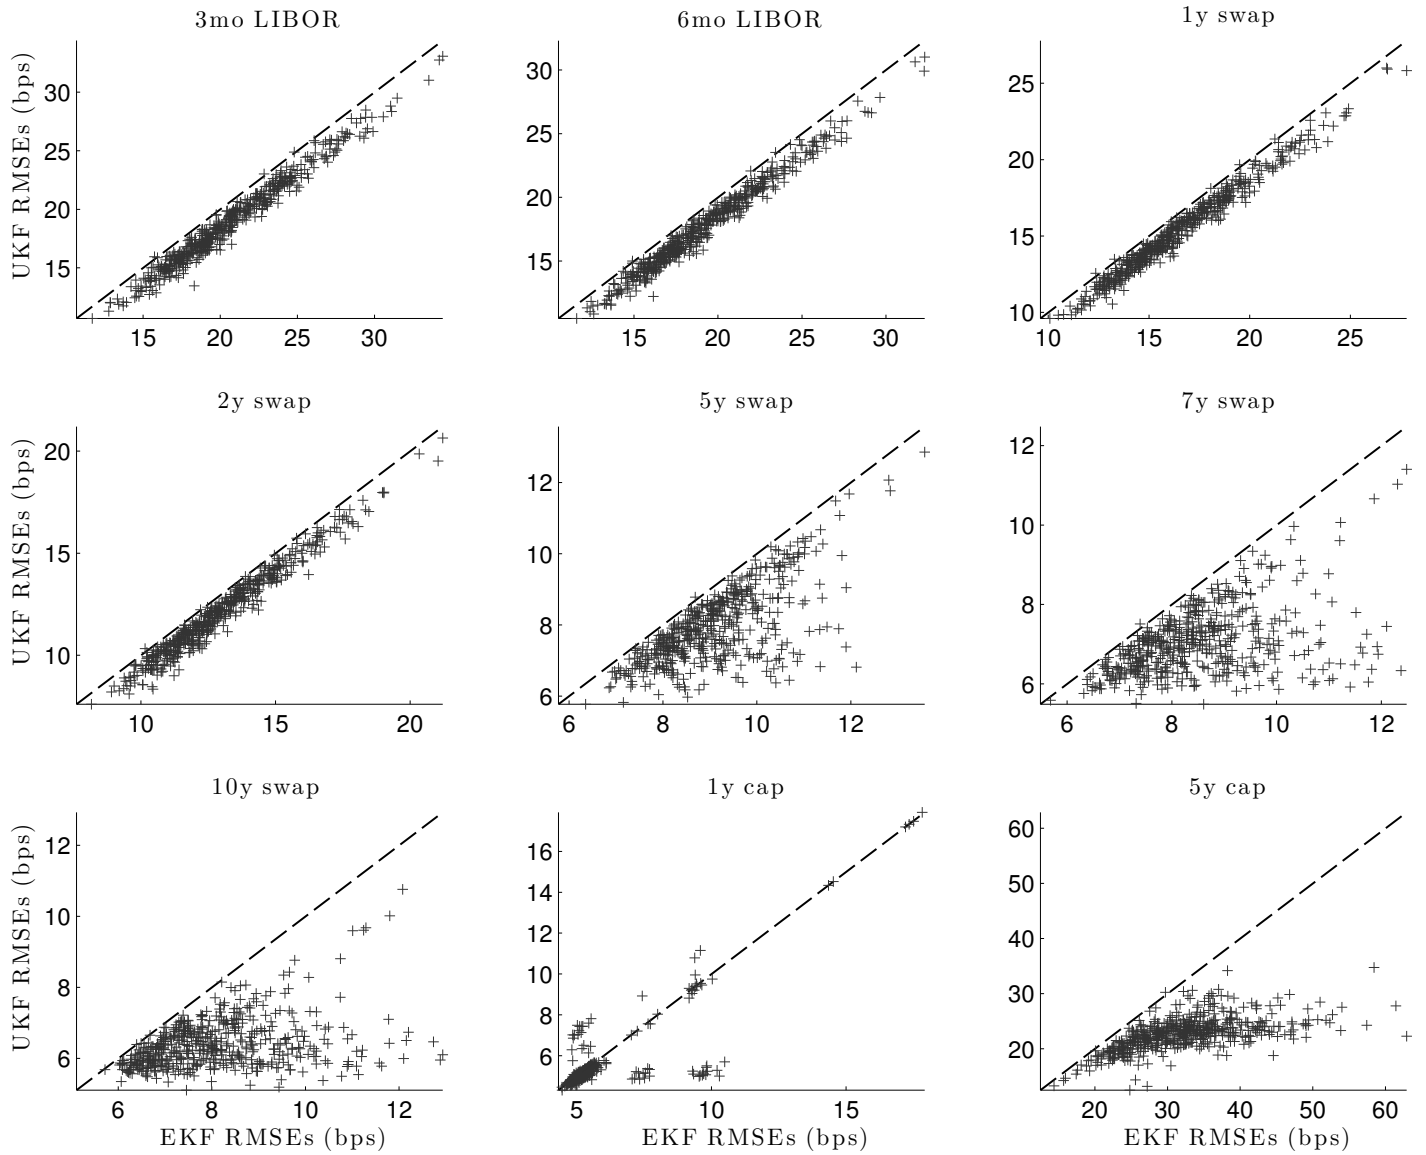 3mo LIBOR
6mo LIBOR
1y swap
UKF RMSEs (bps)
30
25
20
15
15 20 25 30
30
25
20
15
15 20 25 30
25
20
15
10
10 15 20 25
2y swap
5y swap
7y swap
UKF RMSEs (bps)
20
15
10
10 15 20
12
10
8
6
6 8 10 12
12
10
8
6
6 8 10 12
10y swap
1y cap
5y cap
UKF RMSEs (bps)
12
10
8
6
6 8 10 12
16
14
12
10
8
6
5 10 15
60
50
40
30
20
20 30 40 50 60
EKF RMSEs (bps)
EKF RMSEs (bps)
EKF RMSEs (bps)